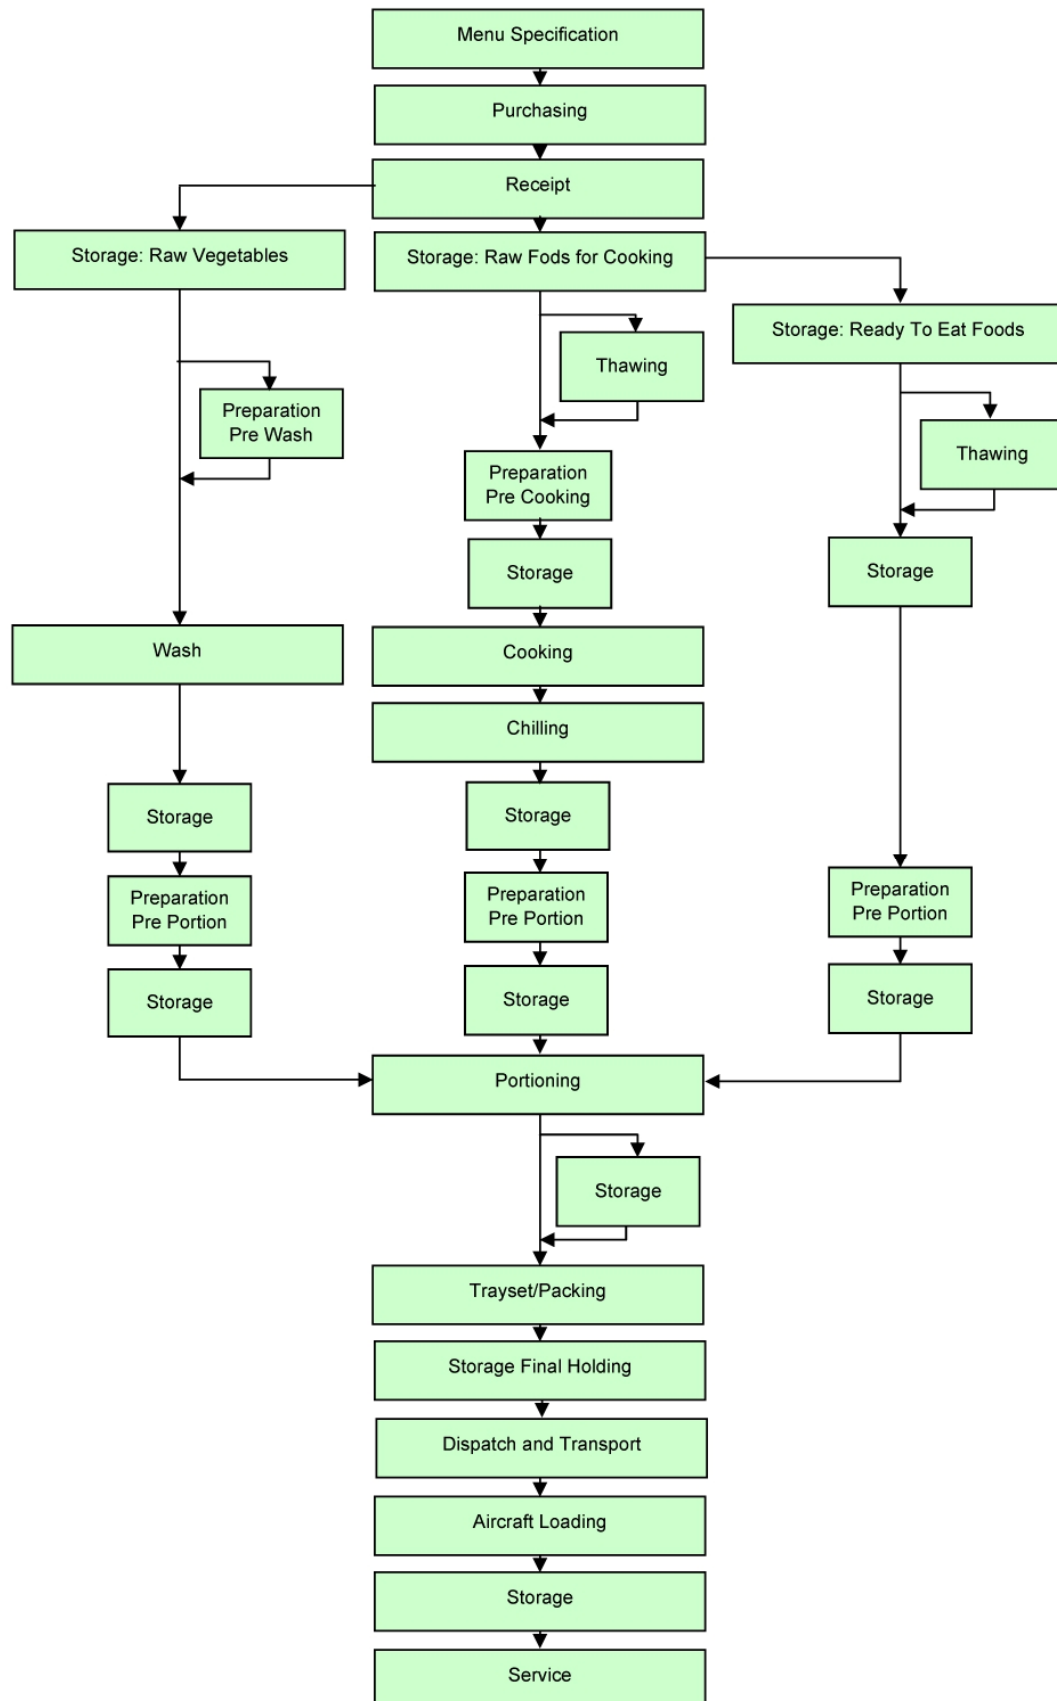 Menu Specification
Purchasing
Receipt
Storage: Raw Vegetables
Storage: Raw Fods for Cooking
Storage: Ready To Eat Foods
Thawing
Preparation
Pre Wash
Thawing
Preparation
Pre Cooking
Storage
Storage
Wash
Cooking
Chilling
Storage
Storage
Preparation
Pre Portion
Preparation
Pre Portion
Preparation
Pre Portion
Storage
Storage
Storage
Portioning
Storage
Trayset/Packing
Storage Final Holding
Dispatch and Transport
Aircraft Loading
Storage
Service